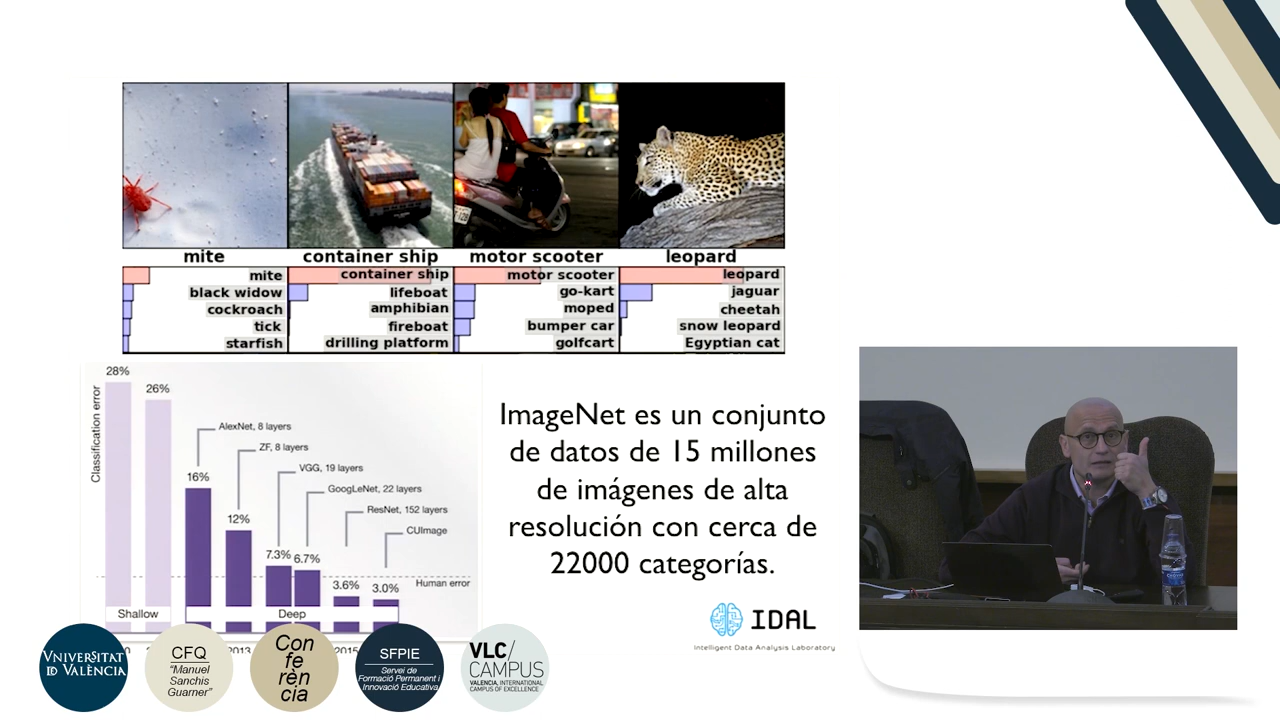 mite
container ship
motor scooter
leopard
mite
black widow
cockroach
tick
starfish
container ship
lifeboat
amphibian
fireboat
drilling platform
motor scooter
go-kart
moped
bumper car
golfcart
leopard
jaguar
cheetah
snow leopard
Egyptian cat
Classification error
28%
26%
16%
12%
7.3%
6.7%
3.6%
3.0%
AlexNet, 8 layers
ZF, 8 layers
VGG, 19 layers
GoogLeNet, 22 layers
ResNet, 152 layers
CUImage
Human error
Shallow
Deep
ImageNet es un conjunto
de datos de 15 millones
de imágenes de alta
resolución con cerca de
22000 categorías.
IDAL
Intelligent Data Analysis Laboratory
VNIVERSITAT
ID VALÈNCIA
CFQ
"Manuel
Sanchis
Guarner"
Con
fe
rèn
cia
SFPIE
Servei de
Formació Permanent i
Innovació Educativa
VLC/
CAMPUS
VALENCIA, INTERNATIONAL
CAMPUS OF EXCELLENCE